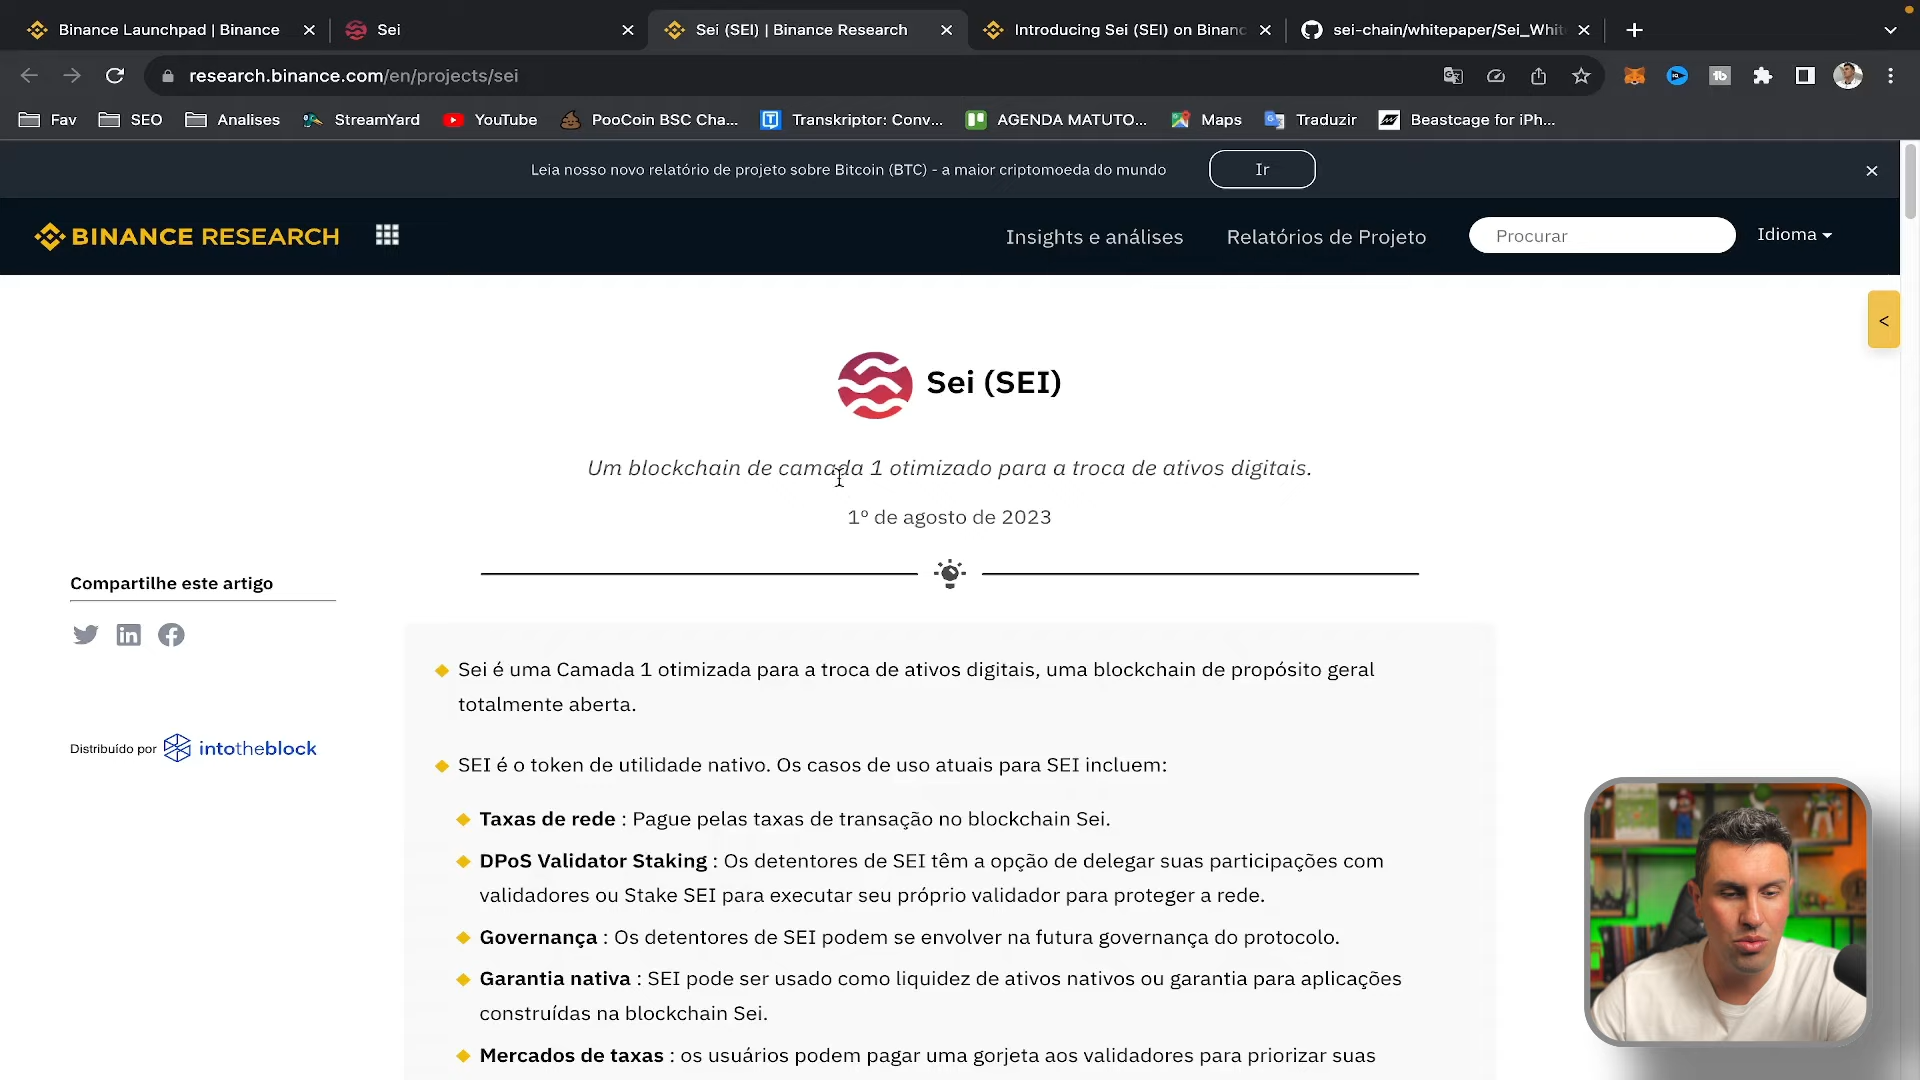 Binance Launchpad | Binance
Sei
Sei (SEI) | Binance Research
Introducing Sei (SEI) on Binanc
sei-chain/whitepaper/Sei_Whit
research.binance.com/en/projects/sei
Fav
SEO
Analises
StreamYard
YouTube
PooCoin BSC Cha...
Transkriptor: Conv...
AGENDA MATUTO...
Maps
Traduzir
Beastcage for iPh...
Leia nosso novo relatório de projeto sobre Bitcoin (BTC) - a maior criptomoeda do mundo
Ir
BINANCE RESEARCH
Insights e análises
Relatórios de Projeto
Procurar
Idioma
<
Sei (SEI)
Um blockchain de camada 1 otimizado para a troca de ativos digitais.
1º de agosto de 2023
Compartilhe este artigo
Distribuído por intotheblock
Sei é uma Camada 1 otimizada para a troca de ativos digitais, uma blockchain de propósito geral
totalmente aberta.
SEI é o token de utilidade nativo. Os casos de uso atuais para SEI incluem:
Taxas de rede : Pague pelas taxas de transação no blockchain Sei.
DPoS Validator Staking : Os detentores de SEI têm a opção de delegar suas participações com
validadores ou Stake SEI para executar seu próprio validador para proteger a rede.
Governança : Os detentores de SEI podem se envolver na futura governança do protocolo.
Garantia nativa : SEI pode ser usado como liquidez de ativos nativos ou garantia para aplicações
construídas na blockchain Sei.
Mercados de taxas : os usuários podem pagar uma gorjeta aos validadores para priorizar suas